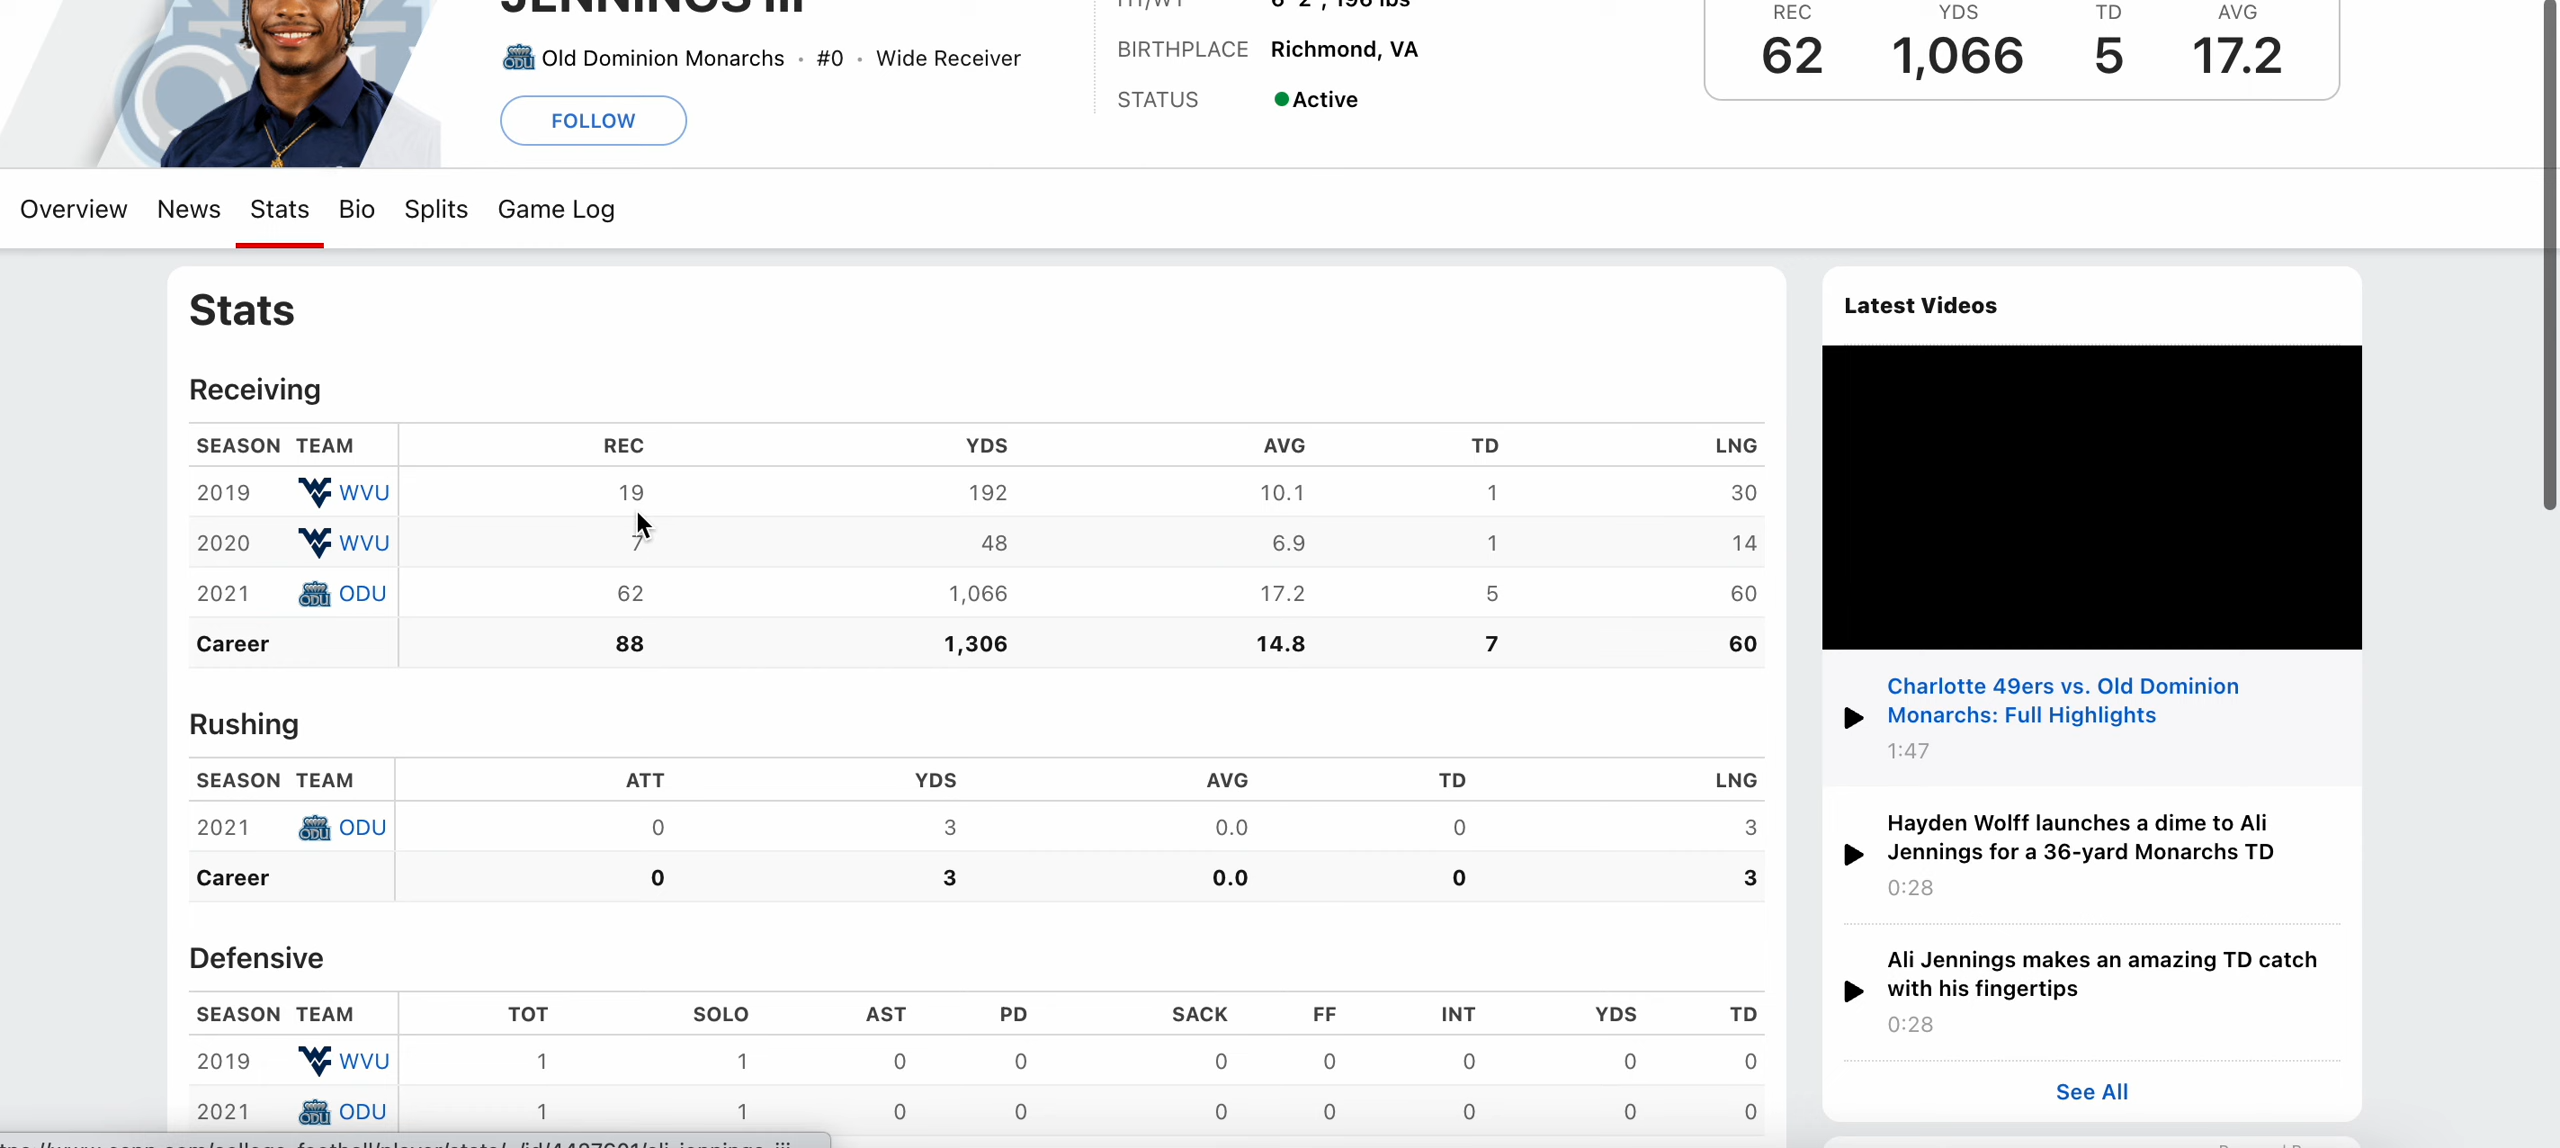 JENNINGS III
Old Dominion Monarchs • #0 • Wide Receiver
FOLLOW
HT/WT 6' 2", 196 lbs
BIRTHPLACE Richmond, VA
STATUS Active
REC YDS TD AVG
62 1,066 5 17.2
Overview News Stats Bio Splits Game Log
Stats
Receiving
SEASON TEAM REC YDS AVG TD LNG
2019 WVU 19 192 10.1 1 30
2020 WVU 7 48 6.9 1 14
2021 ODU 62 1,066 17.2 5 60
Career 88 1,306 14.8 7 60
Rushing
SEASON TEAM ATT YDS AVG TD LNG
2021 ODU 0 3 0.0 0 3
Career 0 3 0.0 0 3
Defensive
SEASON TEAM TOT SOLO AST PD SACK FF INT YDS TD
2019 WVU 1 1 0 0 0 0 0 0 0
2021 ODU 1 1 0 0 0 0 0 0 0
Latest Videos
Charlotte 49ers vs. Old Dominion
Monarchs: Full Highlights
1:47
Hayden Wolff launches a dime to Ali
Jennings for a 36-yard Monarchs TD
0:28
Ali Jennings makes an amazing TD catch
with his fingertips
0:28
See All